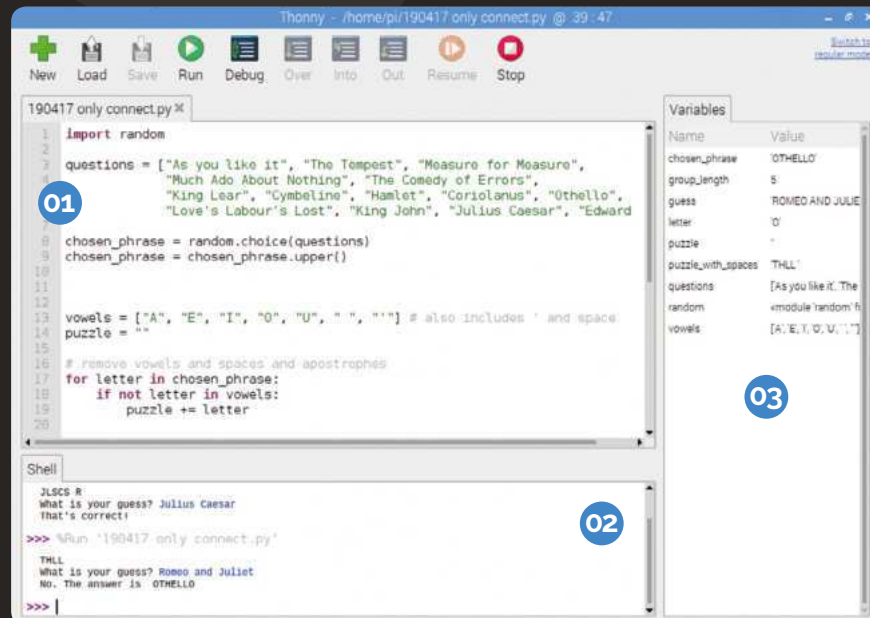 Thonny - /home/pi/190417 only connect.py @ 39 : 47
New Load Save Run Debug Over Into Out Resume Stop
Switch to
regular mode
190417 only connect.py
1 import random
2
3 questions = ["As you like it", "The Tempest", "Measure for Measure",
"Much Ado About Nothing", "The Comedy of Errors",
"King Lear", "Cymbeline", "Hamlet", "Coriolanus", "Othello",
"Love's Labour's Lost", "King John", "Julius Caesar", "Edward
01
7
8 chosen_phrase = random.choice(questions)
9 chosen_phrase = chosen_phrase.upper()
10
11
12
13 vowels = ["A", "E", "I", "O", "U", " ", "'"] # also includes ' and space
14 puzzle = ""
15
16 # remove vowels and spaces and apostrophes
17 for letter in chosen_phrase:
18 if not letter in vowels:
19 puzzle += letter
20
Shell
JLSCS R
What is your guess? Julius Caesar
That's correct!
>>> %Run '190417 only connect.py'
THLL
What is your guess? Romeo and Juliet
No. The answer is OTHELLO
>>>
02
Variables
Name Value
chosen_phrase 'OTHELLO'
group_length 5
guess 'ROMEO AND JULIE
letter 'O'
puzzle ''
puzzle_with_spaces 'THLL '
questions ['As you like it', 'The
random <module 'random' fr
vowels ['A', 'E', 'I', 'O', 'U', ' ', "'"]
03